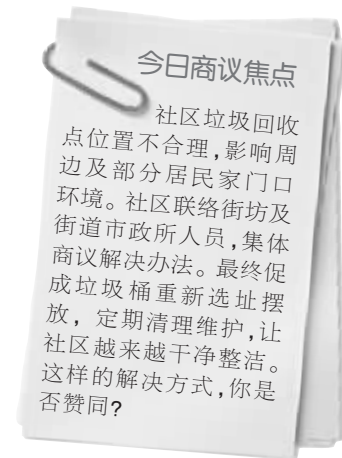 今日商议焦点
社区垃圾回收
点位置不合理,影响周
边及部分居民家门口
环境。社区联络街坊及
街道市政所人员,集体
商议解决办法。最终促
成垃圾桶重新选址摆
放，定期清理维护,让
社区越来越干净整洁。
这样的解决方式,你是
否赞同?